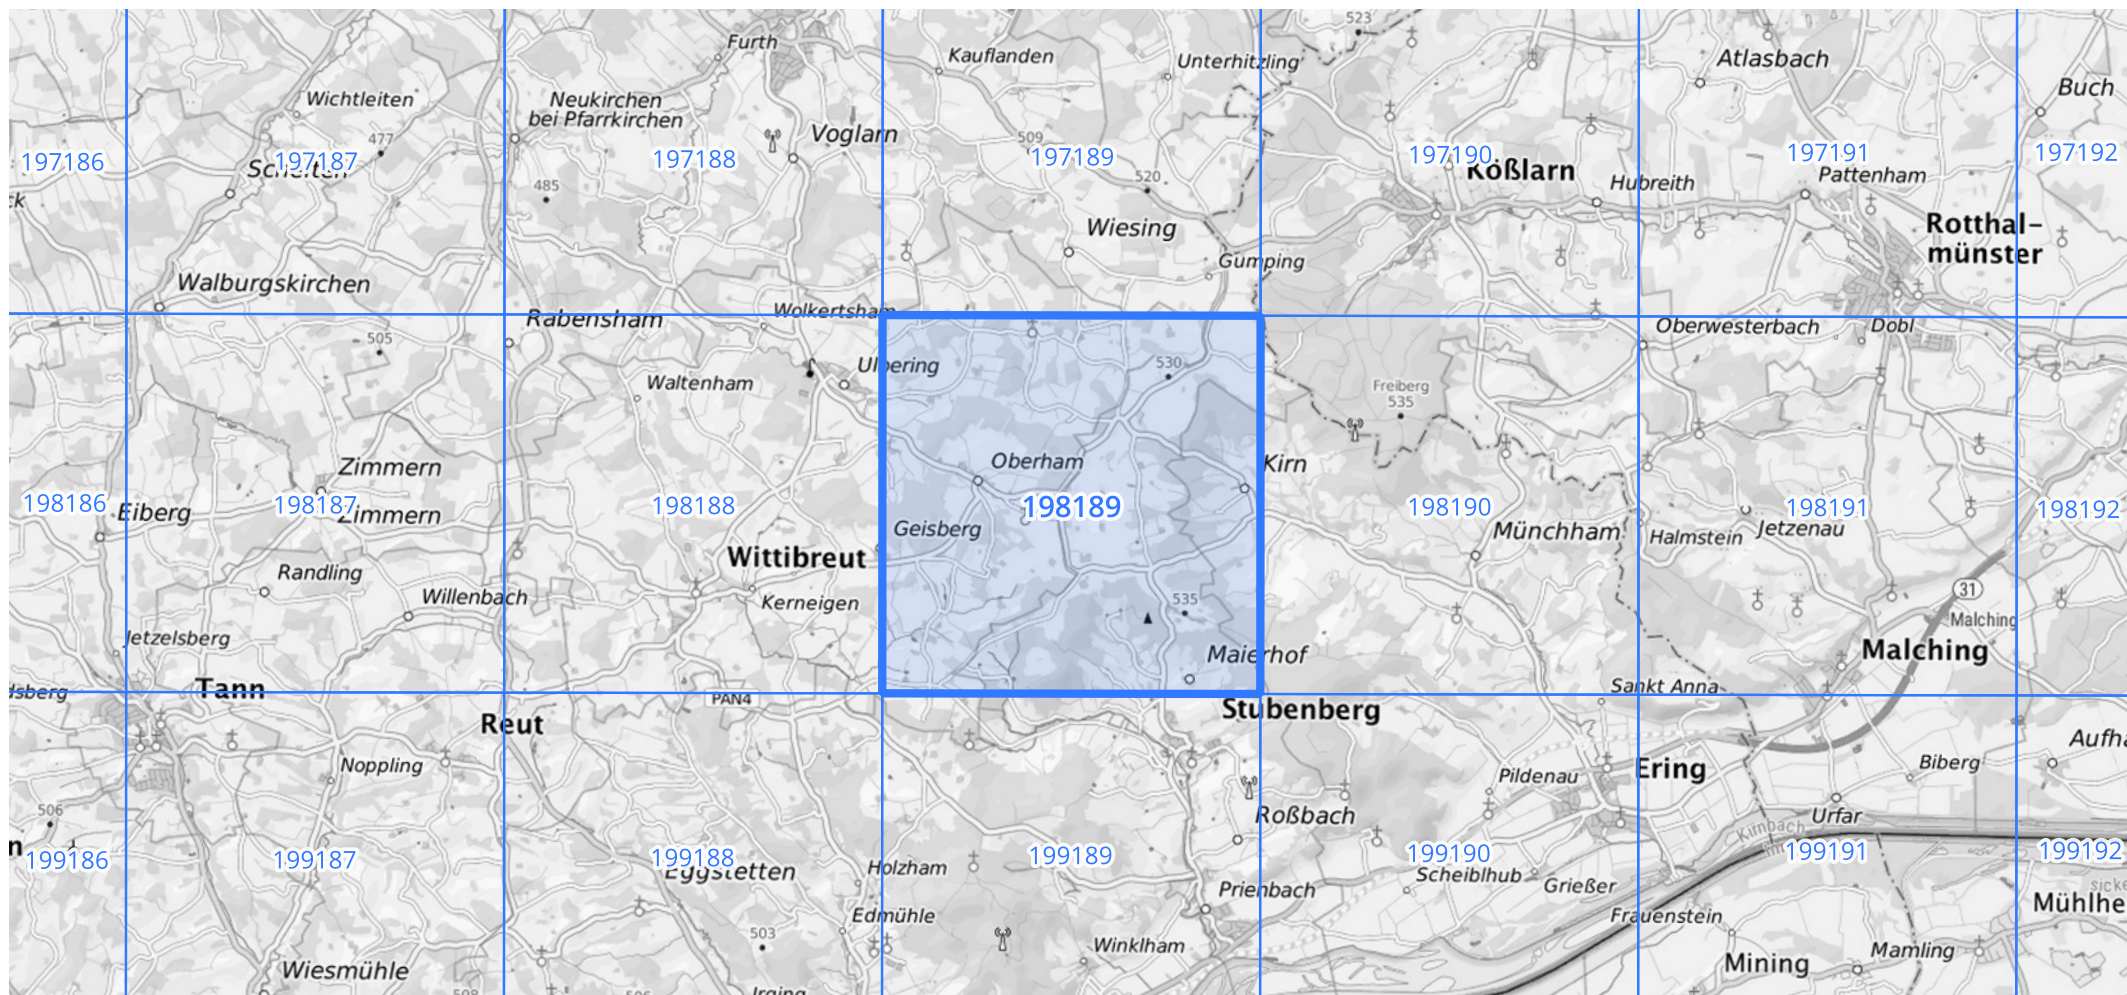 523
Furth
Kauflanden
Unterhitzling
Atlasbach
Buch
Wichtleiten
Neukirchen
bei Pfarrkirchen
Voglarn
477
509
197186
197187
197188
197189
197190
197191
197192
Kößlarn
Hubreith
Pattenham
485
520
Wiesing
Rotthal-
münster
Gumping
Walburgskirchen
Wolkertsham
Rabensham
Oberwesterbach
Dobl
505
Ulbering
530
Waltenham
Freiberg
535
Zimmern
Oberham
Kirn
198186
198187
198188
198189
198190
198191
198192
Eiberg
Zimmern
Geisberg
Münchham
Halmstein
Jetzenau
Wittibreut
Randling
Willenbach
Kerneigen
535
31
Malching
Jetzelsberg
Maierhof
Malching
Tann
PAN4
Sankt Anna
Reut
Stubenberg
Noppling
Pildenau
Ering
Biberg
506
Roßbach
Urfar
Kirnbach
199186
199187
199188
199189
199190
199191
199192
Eggstetten
Holzham
Scheiblhub
Grießer
Prienbach
Edmühle
Frauenstein
503
Winklham
Mamling
Wiesmühle
Mining